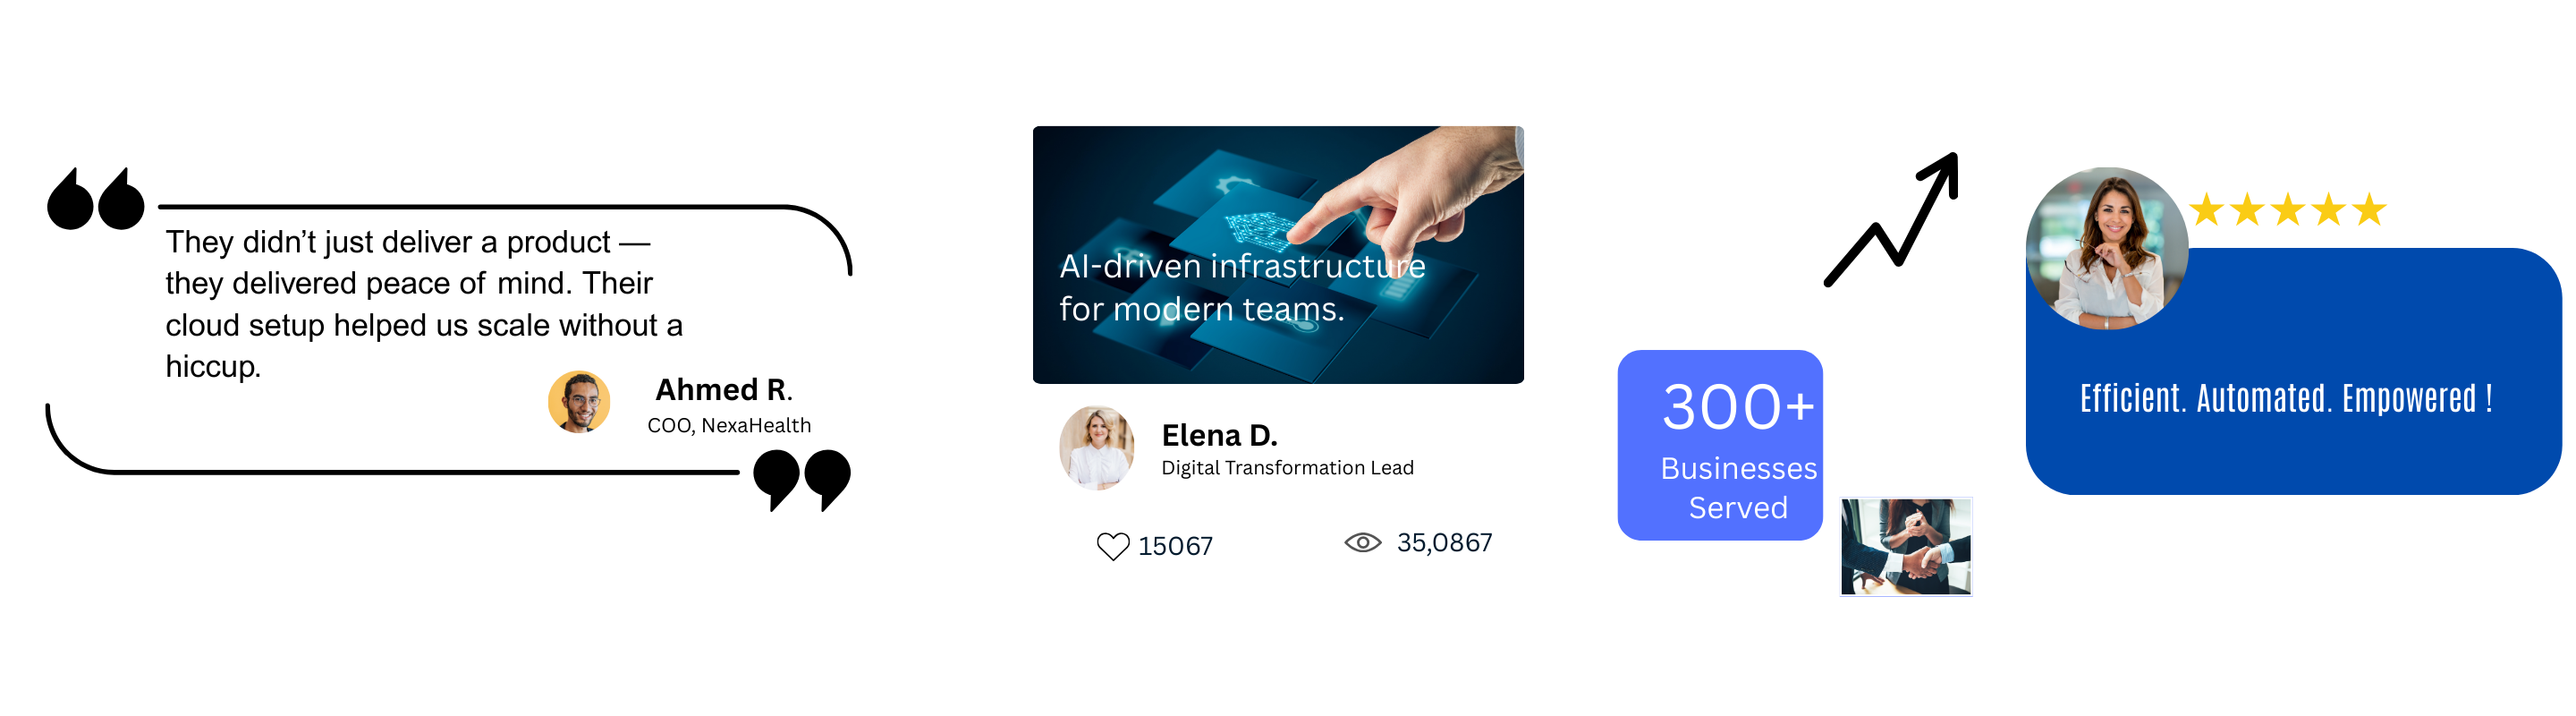 They didn’t just deliver a product —
they delivered peace of mind. Their
cloud setup helped us scale without a
hiccup.
Ahmed R.
COO, NexaHealth
AI-driven infrastructure
for modern teams.
Elena D.
Digital Transformation Lead
15067
35,0867
300+
Businesses
Served
Efficient. Automated. Empowered !